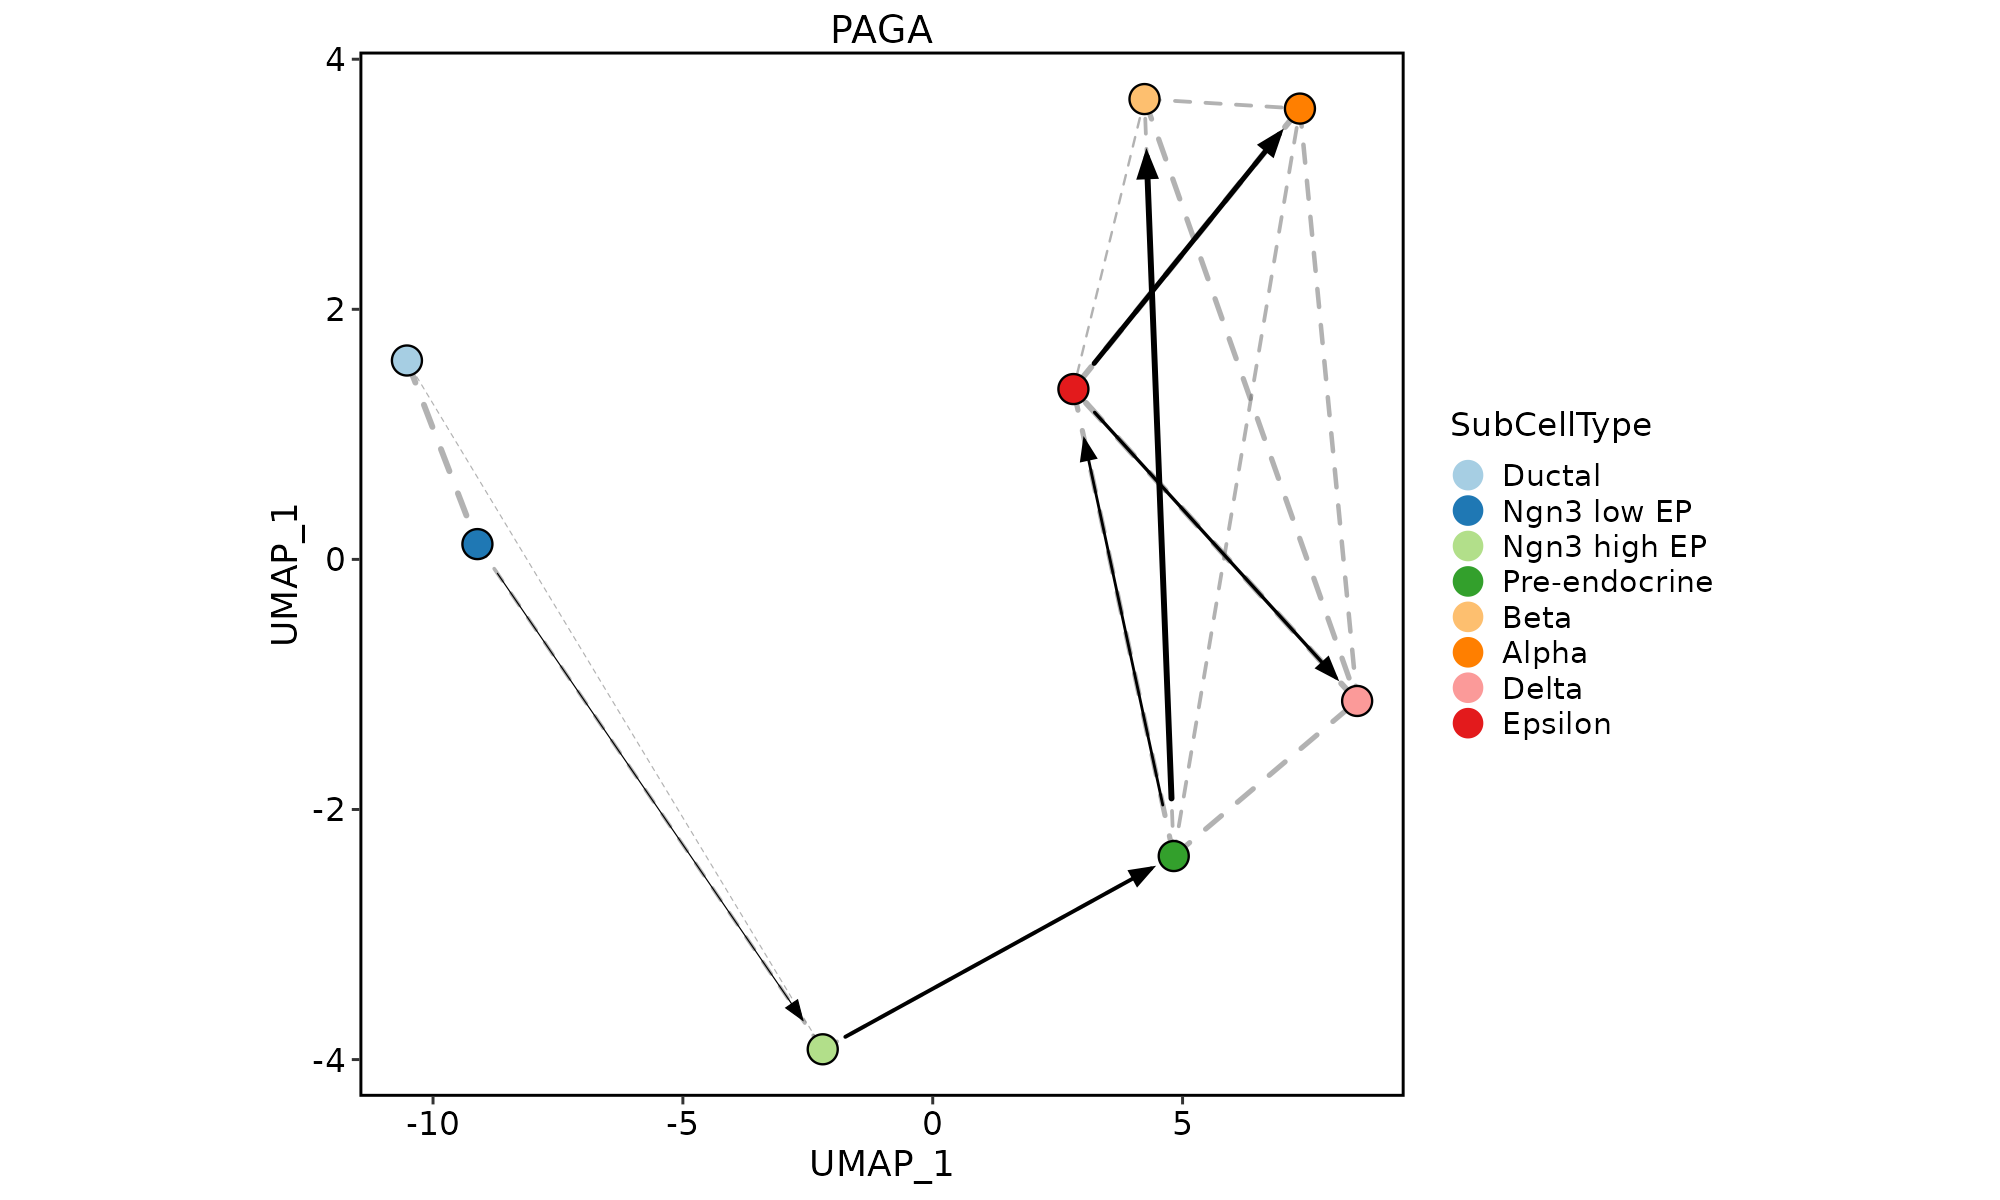 PAGA
4
2
0
-2
-4
UMAP_1
-10 -5 0 5
UMAP_1
SubCellType
Ductal
Ngn3 low EP
Ngn3 high EP
Pre-endocrine
Beta
Alpha
Delta
Epsilon